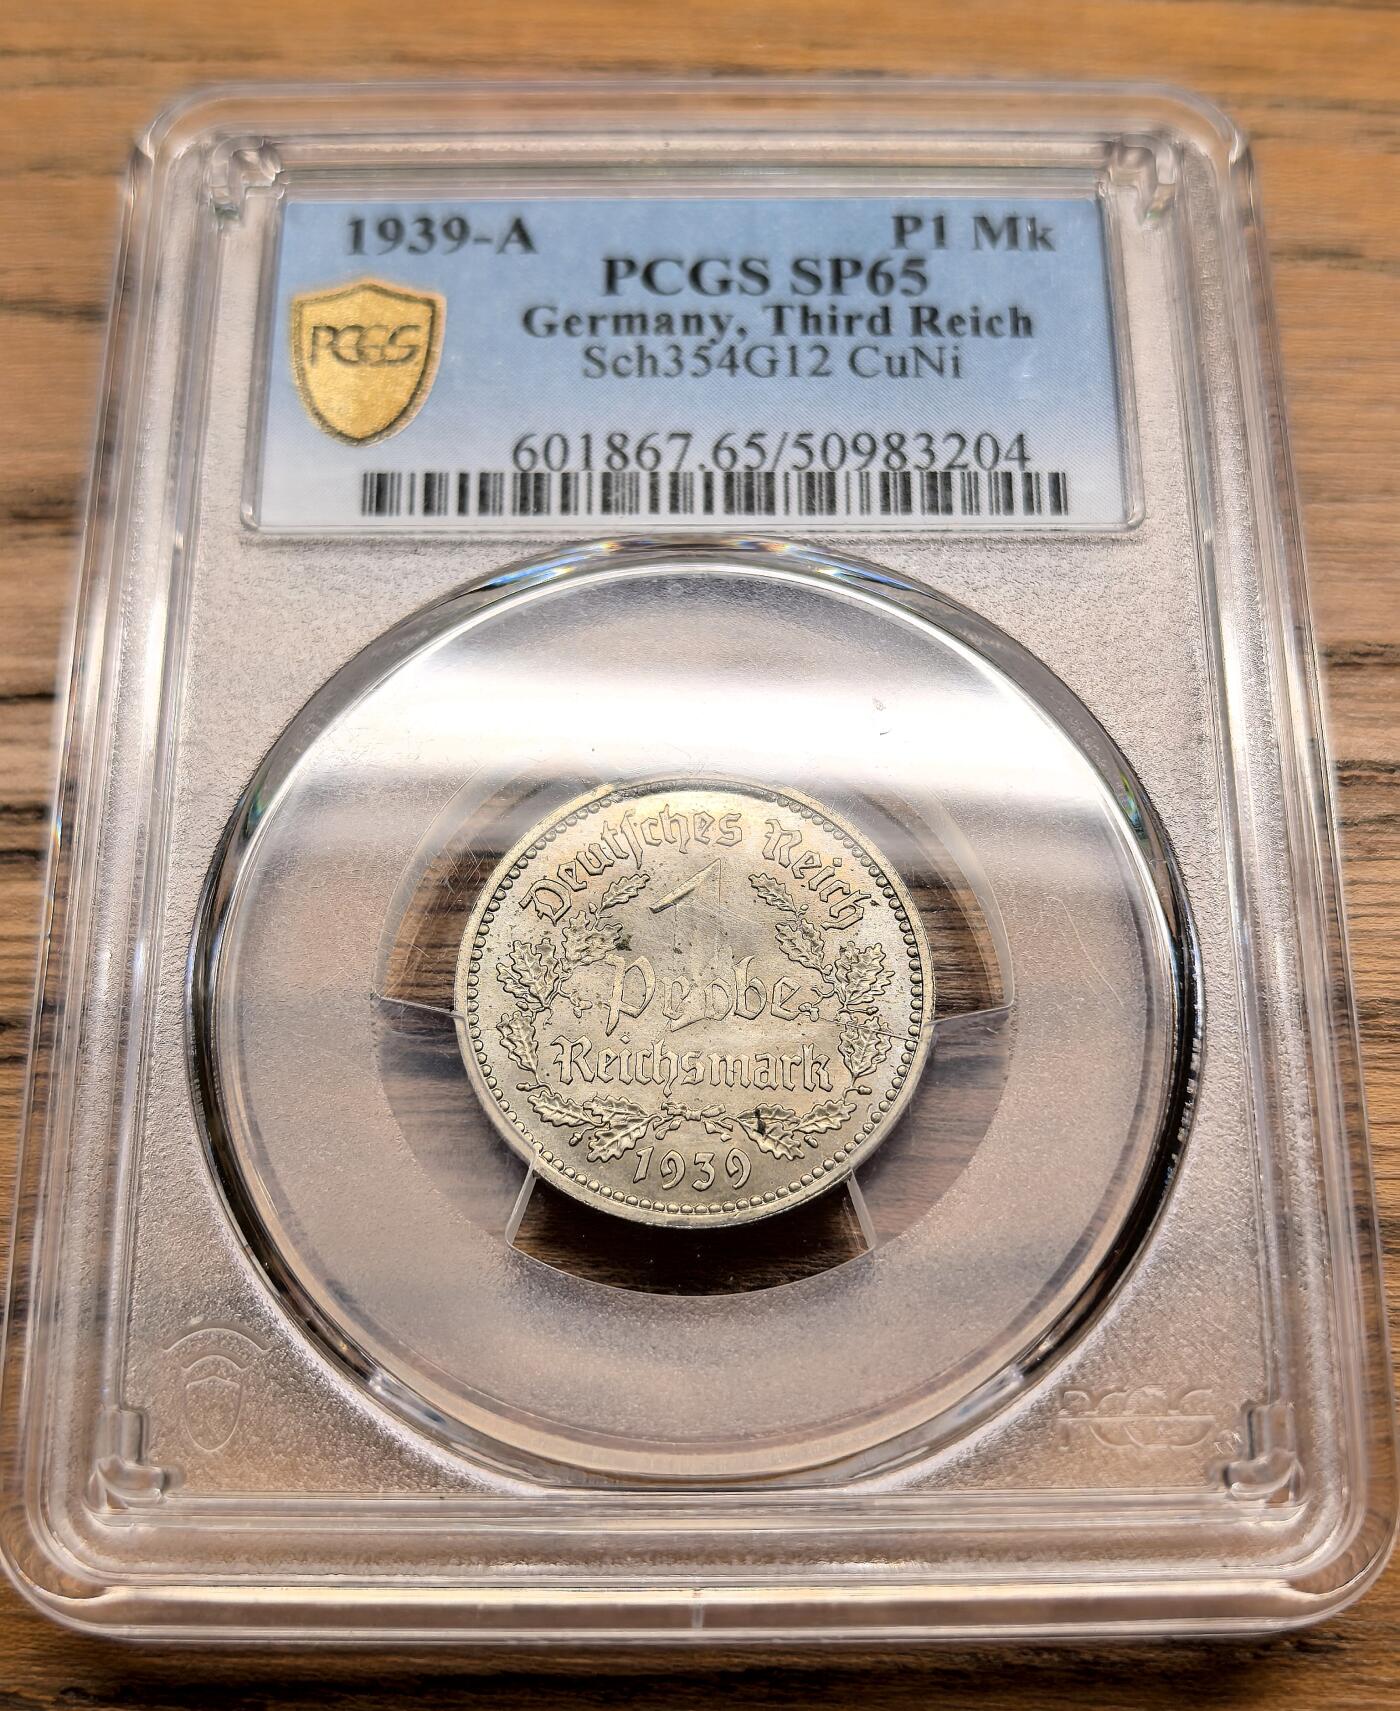 1939-A P1 Mk
PCGS SP65
Germany, Third Reich
PCGS
Sch354G12 CuNi
601867.65/50983204
Deutsches Reich
1
Probe
Reichsmark
1939
PCGS